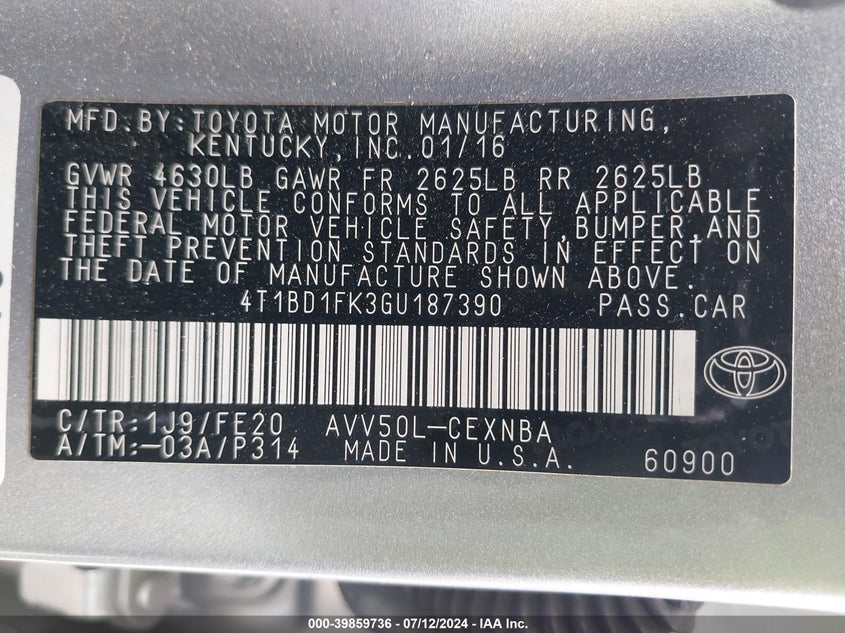 MFD.BY:TOYOTA MOTOR MANUFACTURING,
KENTUCKY,INC.01/16
GVWR 4630LB GAWR FR 2625LB RR 2625LB
THIS VEHICLE CONFORMS TO ALL APPLICABLE
FEDERAL MOTOR VEHICLE SAFETY,BUMPER,AND
THEFT PREVENTION STANDARDS IN EFFECT ON
THE DATE OF MANUFACTURE SHOWN ABOVE.
4T1BD1FK3GU187390 PASS.CAR
C/TR:1J9/FE20 AVV50L-CEXNBA
A/TM:-03A/P314 MADE IN U.S.A. 60900
000-39859736 - 07/12/2024 - IAA Inc.